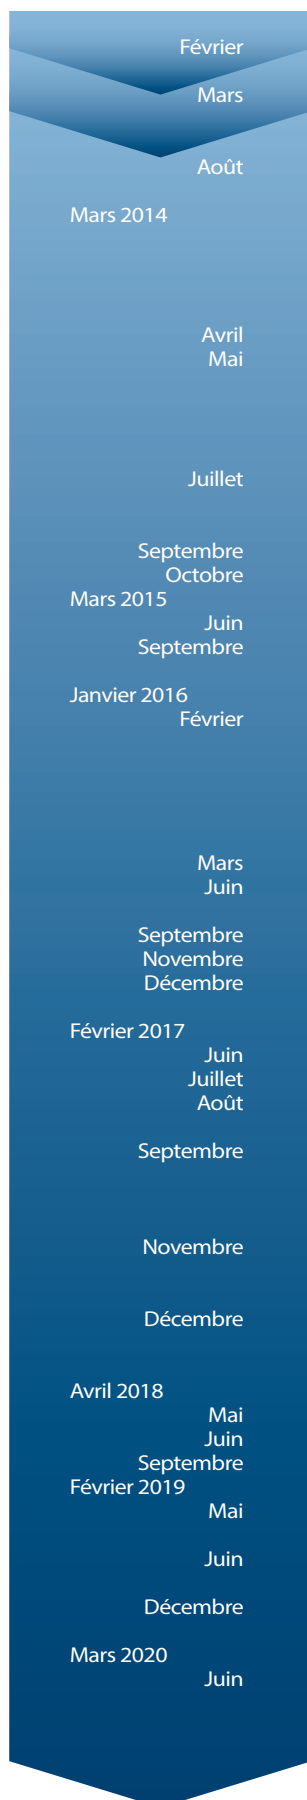 Février
Mars
Août
Mars 2014
Avril
Mai
Juillet
Septembre
Octobre
Mars 2015
Juin
Septembre
Janvier 2016
Février
Mars
Juin
Septembre
Novembre
Décembre
Février 2017
Juin
Juillet
Août
Septembre
Novembre
Décembre
Avril 2018
Mai
Juin
Septembre
Février 2019
Mai
Juin
Décembre
Mars 2020
Juin